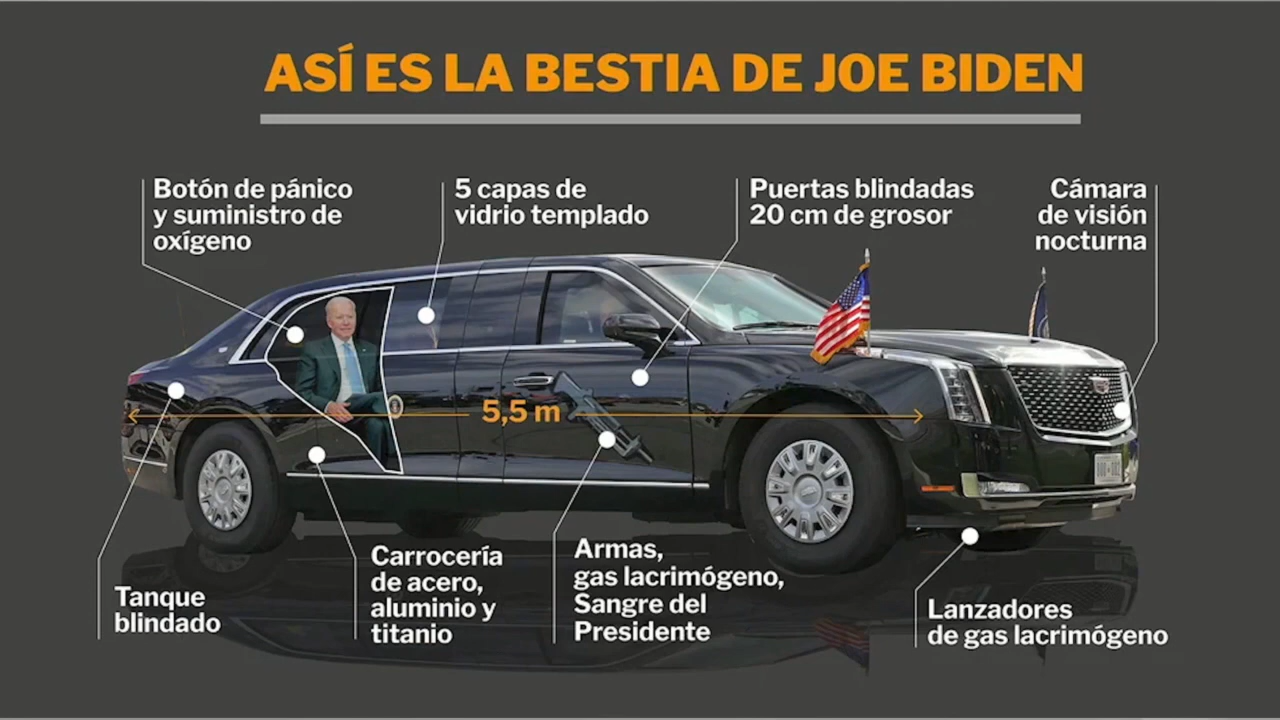 ASÍ ES LA BESTIA DE JOE BIDEN
Botón de pánico
y suministro de
oxígeno
5 capas de
vidrio templado
Puertas blindadas
20 cm de grosor
Cámara
de visión
nocturna
5,5 m
Tanque
blindado
Carrocería
de acero,
aluminio y
titanio
Armas,
gas lacrimógeno,
Sangre del
Presidente
Lanzadores
de gas lacrimógeno